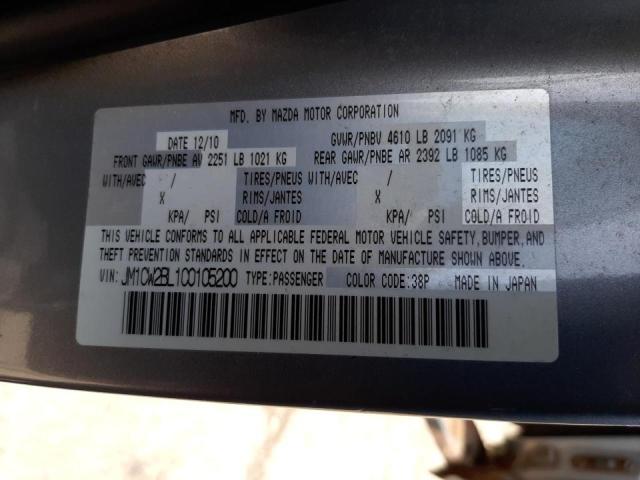 MFD. BY MAZDA MOTOR CORPORATION
DATE 12/10 GVWR/PNBV 4610 LB 2091 KG
FRONT GAWR/PNBE AV 2251 LB 1021 KG REAR GAWR/PNBE AR 2392 LB 1085 KG
WITH/AVEC / TIRES/PNEUS WITH/AVEC / TIRES/PNEUS
X RIMS/JANTES X RIMS/JANTES
KPA/ PSI COLD/A FROID KPA/ PSI COLD/A FROID
THIS VEHICLE CONFORMS TO ALL APPLICABLE FEDERAL MOTOR VEHICLE SAFETY, BUMPER, AND
THEFT PREVENTION STANDARDS IN EFFECT ON THE DATE OF MANUFACTURE SHOWN ABOVE.
VIN: JM1CW2BL1C0105200 TYPE:PASSENGER COLOR CODE:38P MADE IN JAPAN